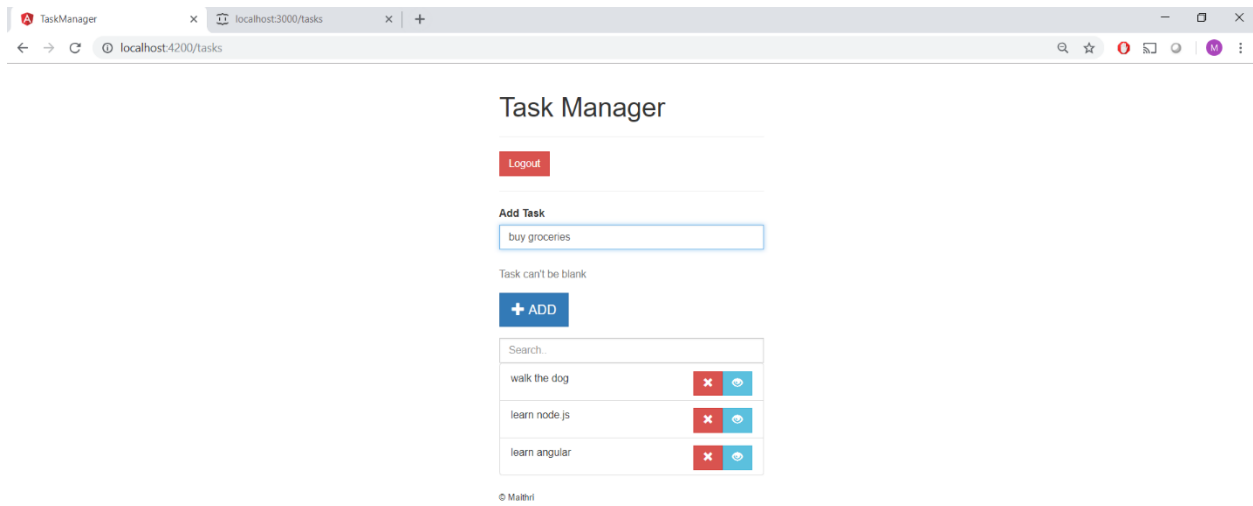 TaskManager
localhost:3000/tasks
localhost:4200/tasks
M
Task Manager
Logout
Add Task
buy groceries
Task can't be blank
ADD
Search..
walk the dog
learn node.js
learn angular
© Maithri